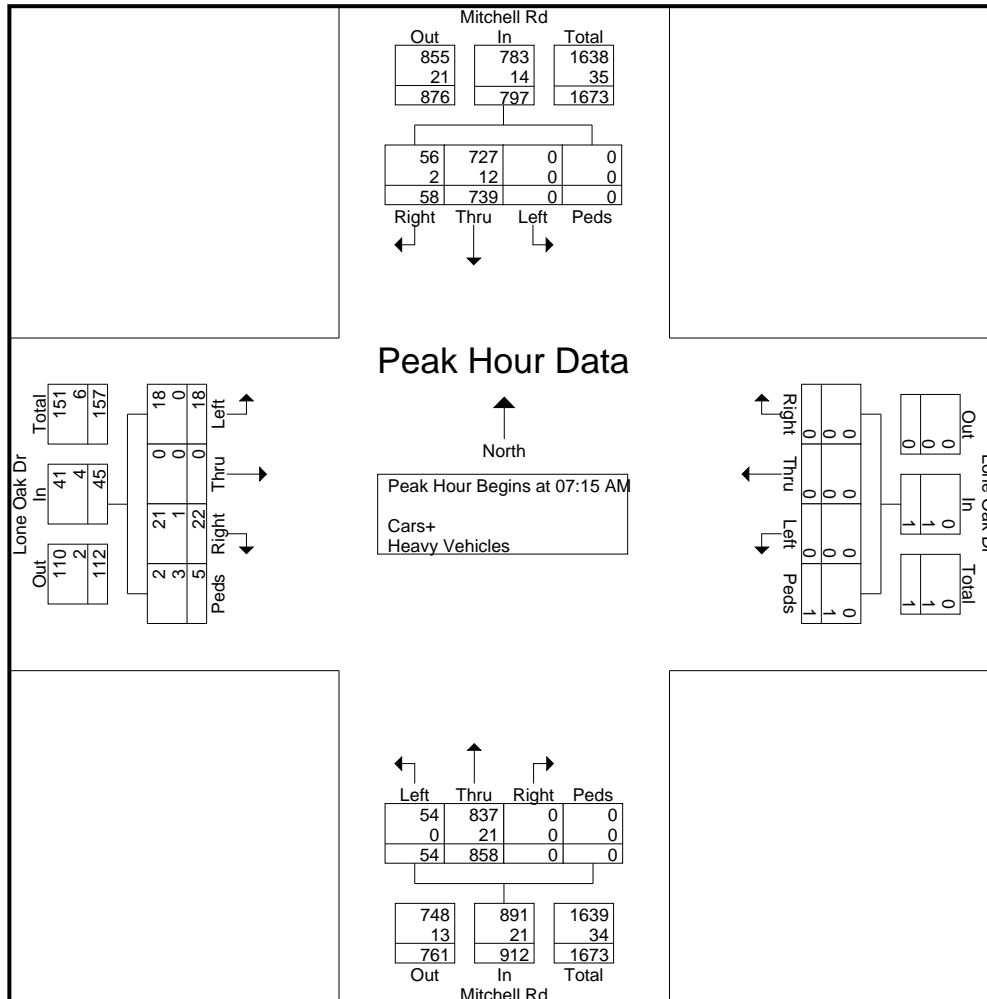 Mitchell Rd
Out In Total
855 783 1638
21 14 35
876 797 1673
56 727 0 0
2 12 0 0
58 739 0 0
Right Thru Left Peds
Peak Hour Data
North
Peak Hour Begins at 07:15 AM
Cars+
Heavy Vehicles
Lone Oak Dr
Total In Out
151 41 110
6 4 2
157 45 112
18 0 21 2
0 0 1 3
18 0 22 5
Left Thru Right Peds
Right Thru Left Peds
0 0 0 0
0 0 0 1
0 0 0 1
Out In Total
0 0 0
0 1 1
0 1 1
Left Thru Right Peds
54 837 0 0
0 21 0 0
54 858 0 0
748 891 1639
13 21 34
761 912 1673
Out In Total
Mitchell Rd